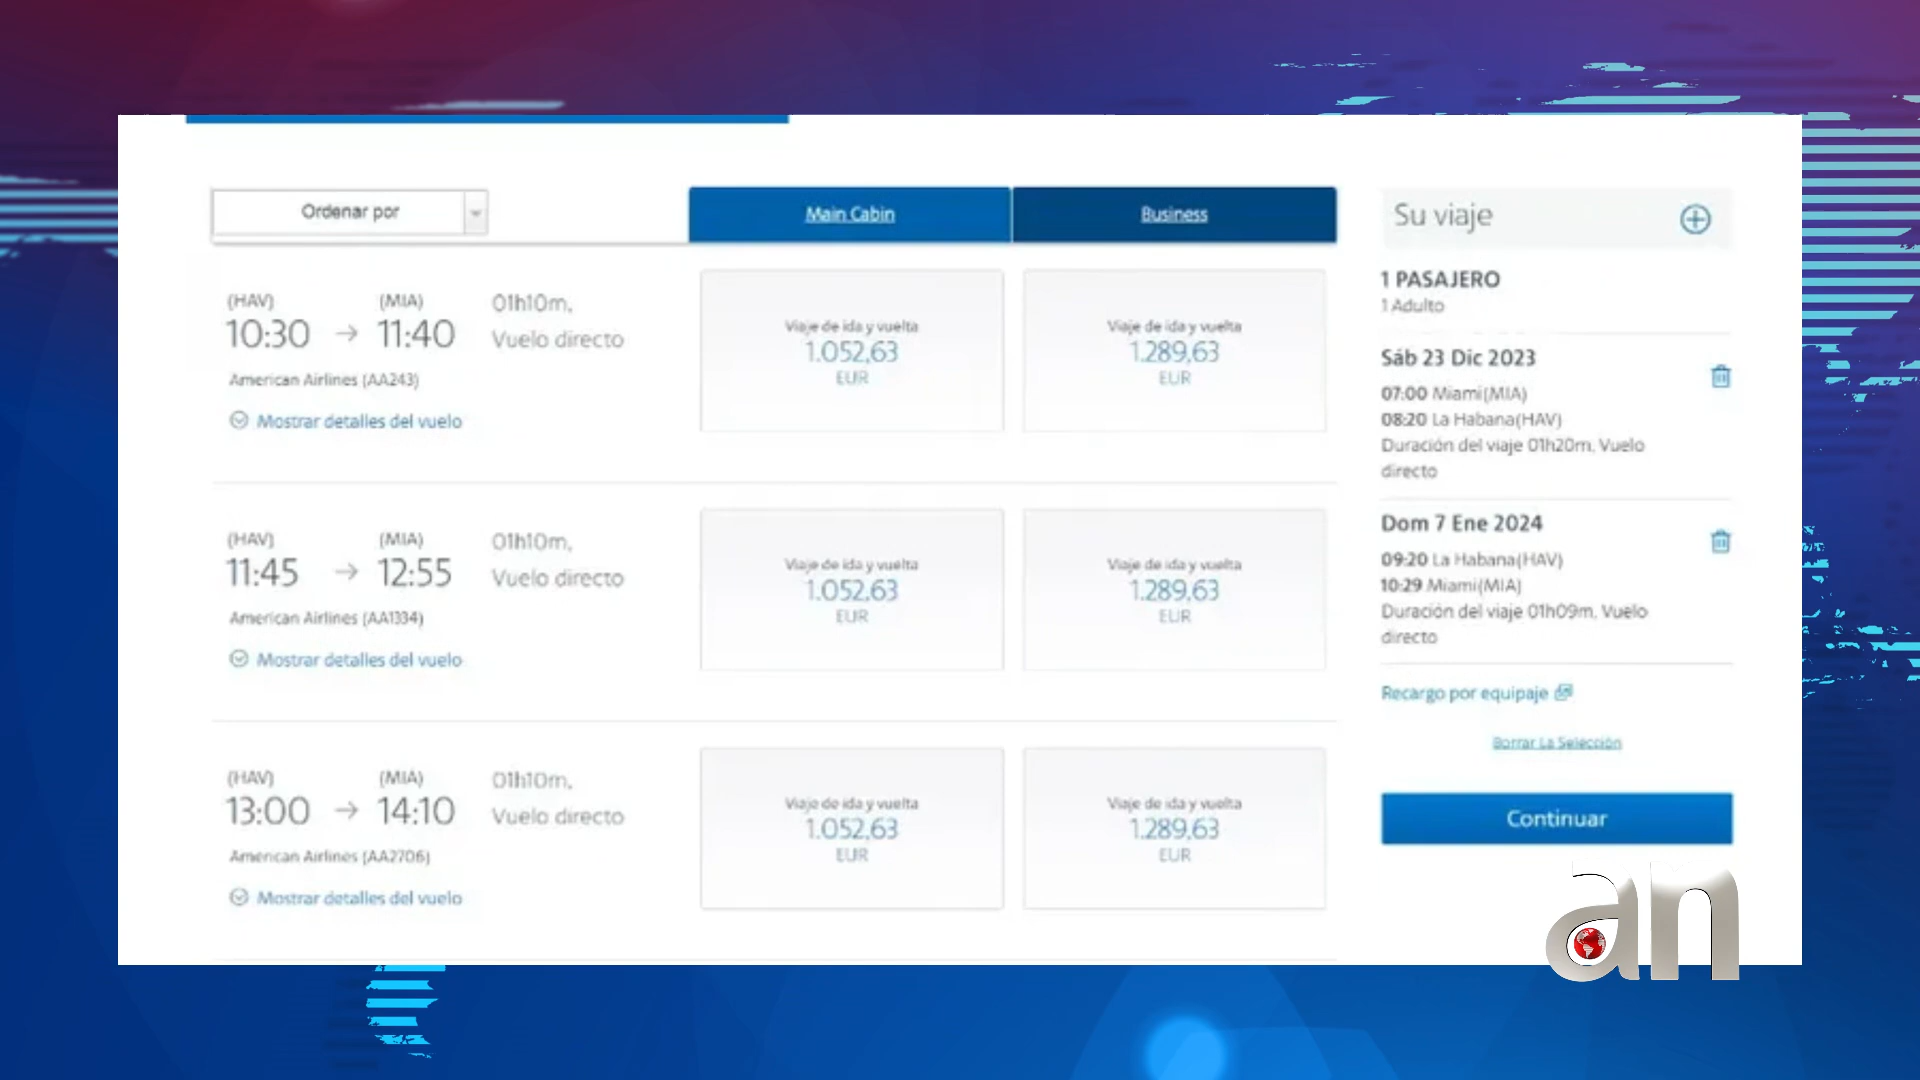 Ordenar por
Main Cabin
Business
(HAV) (MIA) 01h10m,
10:30 → 11:40 Vuelo directo
American Airlines (AA243)
Mostrar detalles del vuelo
Viaje de ida y vuelta
1.052,63
EUR
Viaje de ida y vuelta
1.289,63
EUR
(HAV) (MIA) 01h10m,
11:45 → 12:55 Vuelo directo
American Airlines (AA1334)
Mostrar detalles del vuelo
Viaje de ida y vuelta
1.052,63
EUR
Viaje de ida y vuelta
1.289,63
EUR
(HAV) (MIA) 01h10m,
13:00 → 14:10 Vuelo directo
American Airlines (AA2706)
Mostrar detalles del vuelo
Viaje de ida y vuelta
1.052,63
EUR
Viaje de ida y vuelta
1.289,63
EUR
Su viaje
1 PASAJERO
1 Adulto
Sáb 23 Dic 2023
07:00 Miami(MIA)
08:20 La Habana(HAV)
Duración del viaje 01h20m. Vuelo
directo
Dom 7 Ene 2024
09:20 La Habana(HAV)
10:29 Miami(MIA)
Duración del viaje 01h09m. Vuelo
directo
Recargo por equipaje
Borrar La Selección
Continuar
an